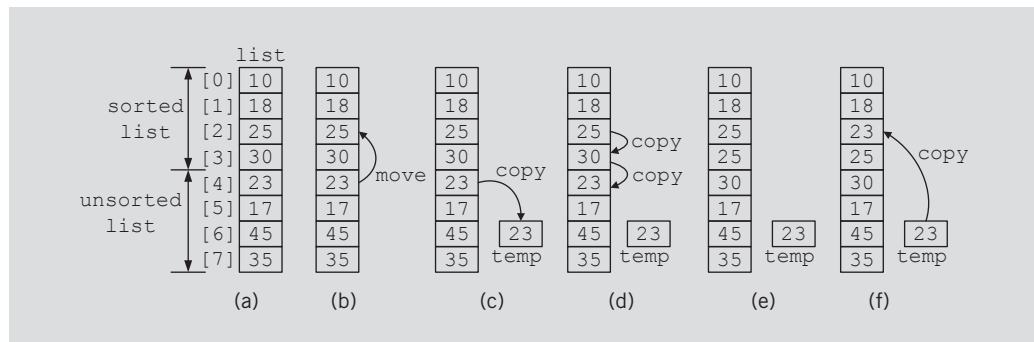 list
[0] 10 10 10 10 10 10
[1] 18 18 18 18 18 18
sorted list
[2] 25 25 25 25 25 23
copy
[3] 30 30 30 30 25 25
move copy copy copy
[4] 23 23 23 23 30 30
unsorted list
[5] 17 17 17 17 17 17
[6] 45 45 45 23 45 23 45 23 45 23
temp temp temp temp
[7] 35 35 35 35 35 35
(a) (b) (c) (d) (e) (f)